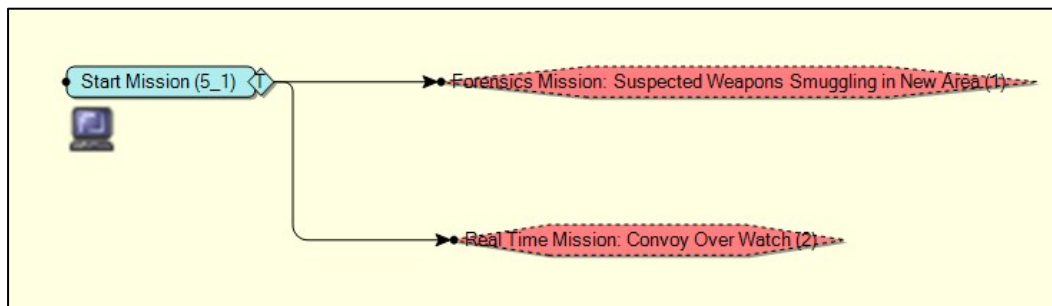 Start Mission (5_1)
T
Forensics Mission: Suspected Weapons Smuggling in New Area (1)
Real Time Mission: Convoy Over Watch (2)